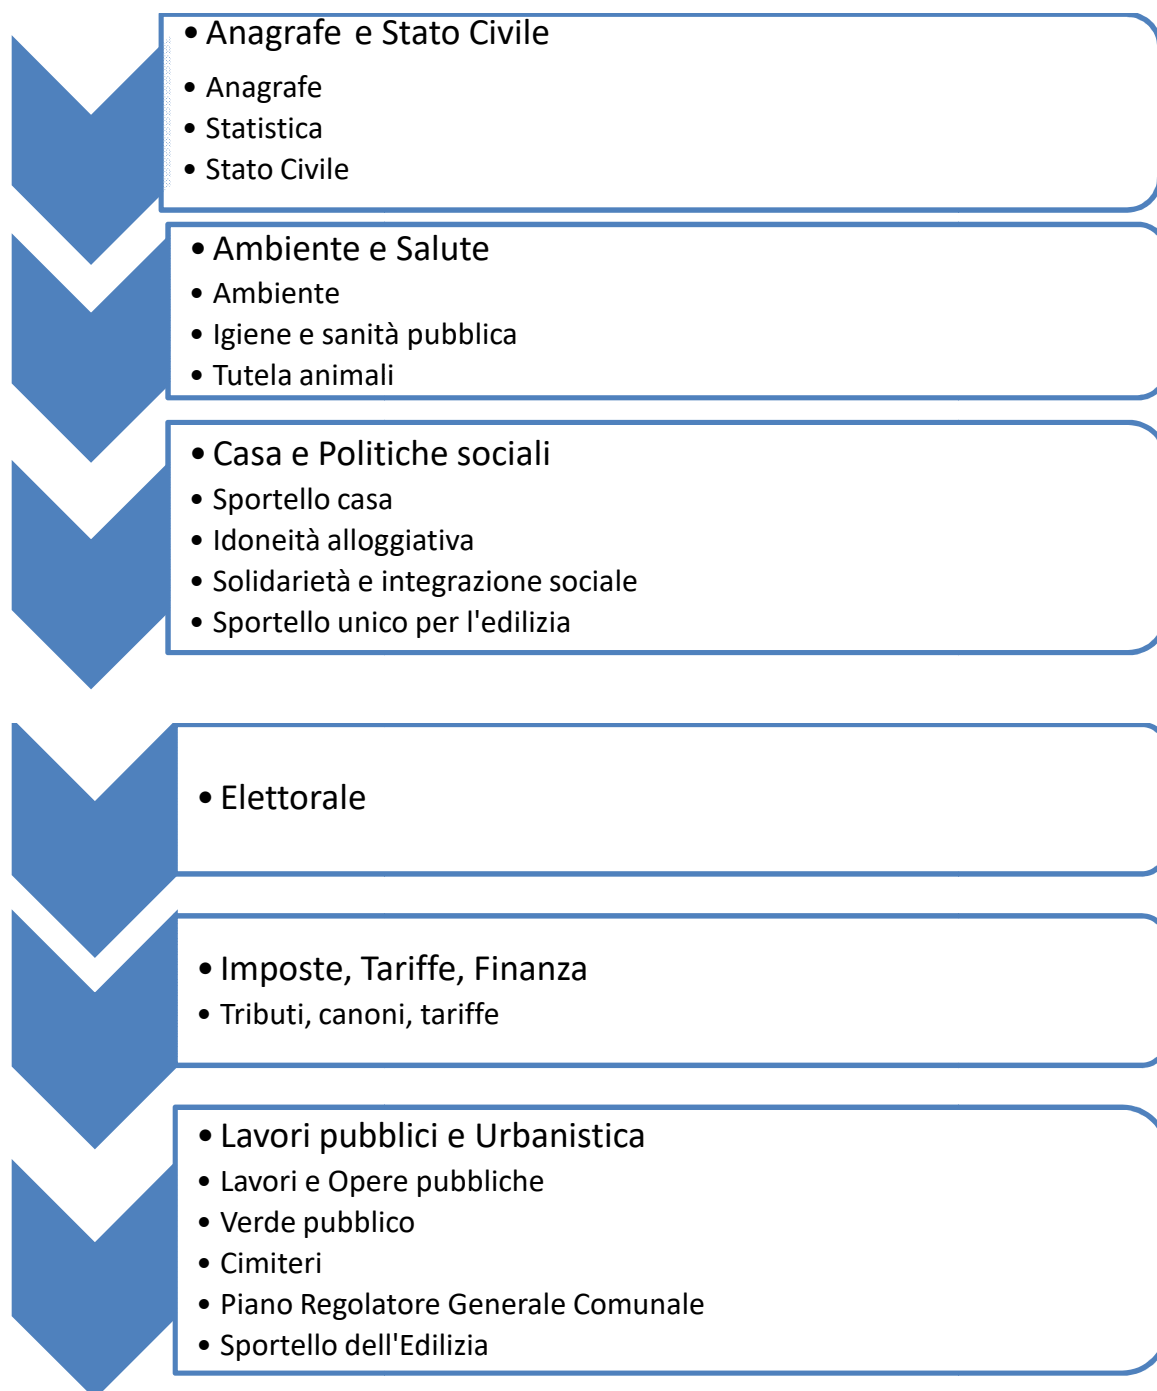 • Anagrafe e Stato Civile
• Anagrafe
• Statistica
• Stato Civile
• Ambiente e Salute
• Ambiente
• Igiene e sanità pubblica
• Tutela animali
• Casa e Politiche sociali
• Sportello casa
• Idoneità alloggiativa
• Solidarietà e integrazione sociale
• Sportello unico per l'edilizia
• Elettorale
• Imposte, Tariffe, Finanza
• Tributi, canoni, tariffe
• Lavori pubblici e Urbanistica
• Lavori e Opere pubbliche
• Verde pubblico
• Cimiteri
• Piano Regolatore Generale Comunale
• Sportello dell'Edilizia